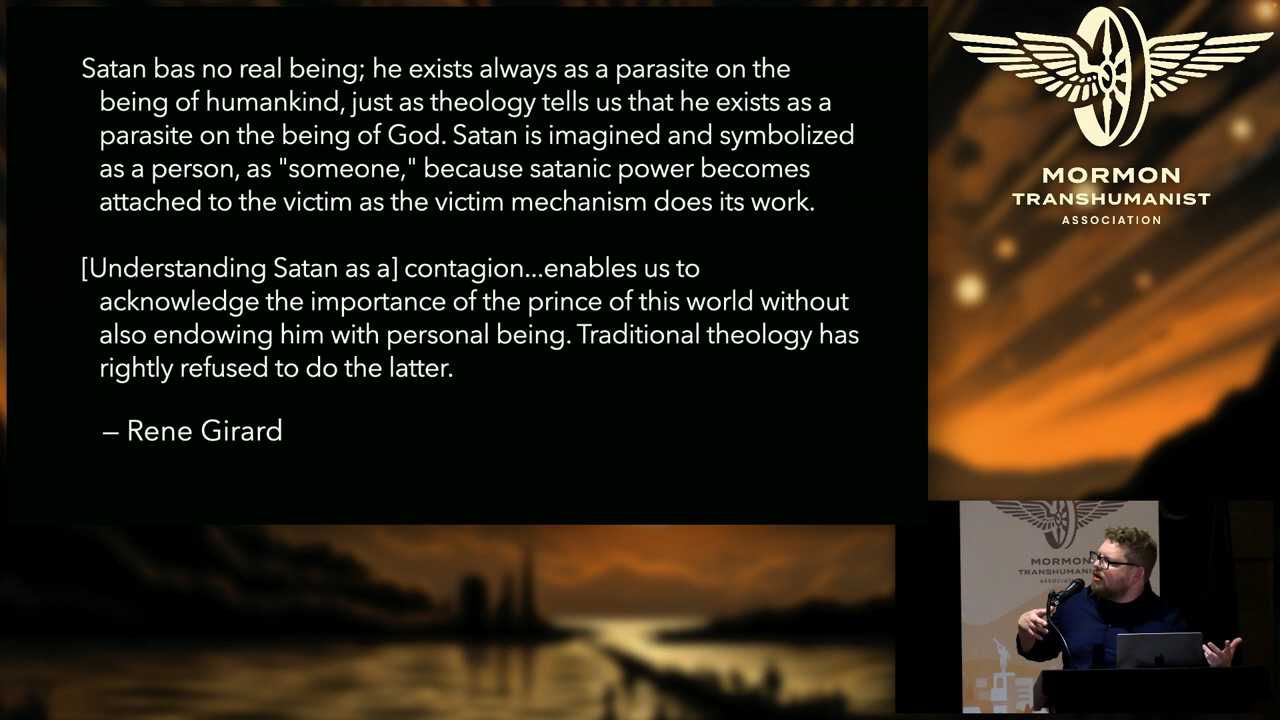 Satan bas no real being; he exists always as a parasite on the
being of humankind, just as theology tells us that he exists as a
parasite on the being of God. Satan is imagined and symbolized
as a person, as "someone," because satanic power becomes
attached to the victim as the victim mechanism does its work.
[Understanding Satan as a] contagion...enables us to
acknowledge the importance of the prince of this world without
also endowing him with personal being. Traditional theology has
rightly refused to do the latter.
– Rene Girard
MORMON
TRANSHUMANIST
ASSOCIATION
MORMON
TRANSHUMANI